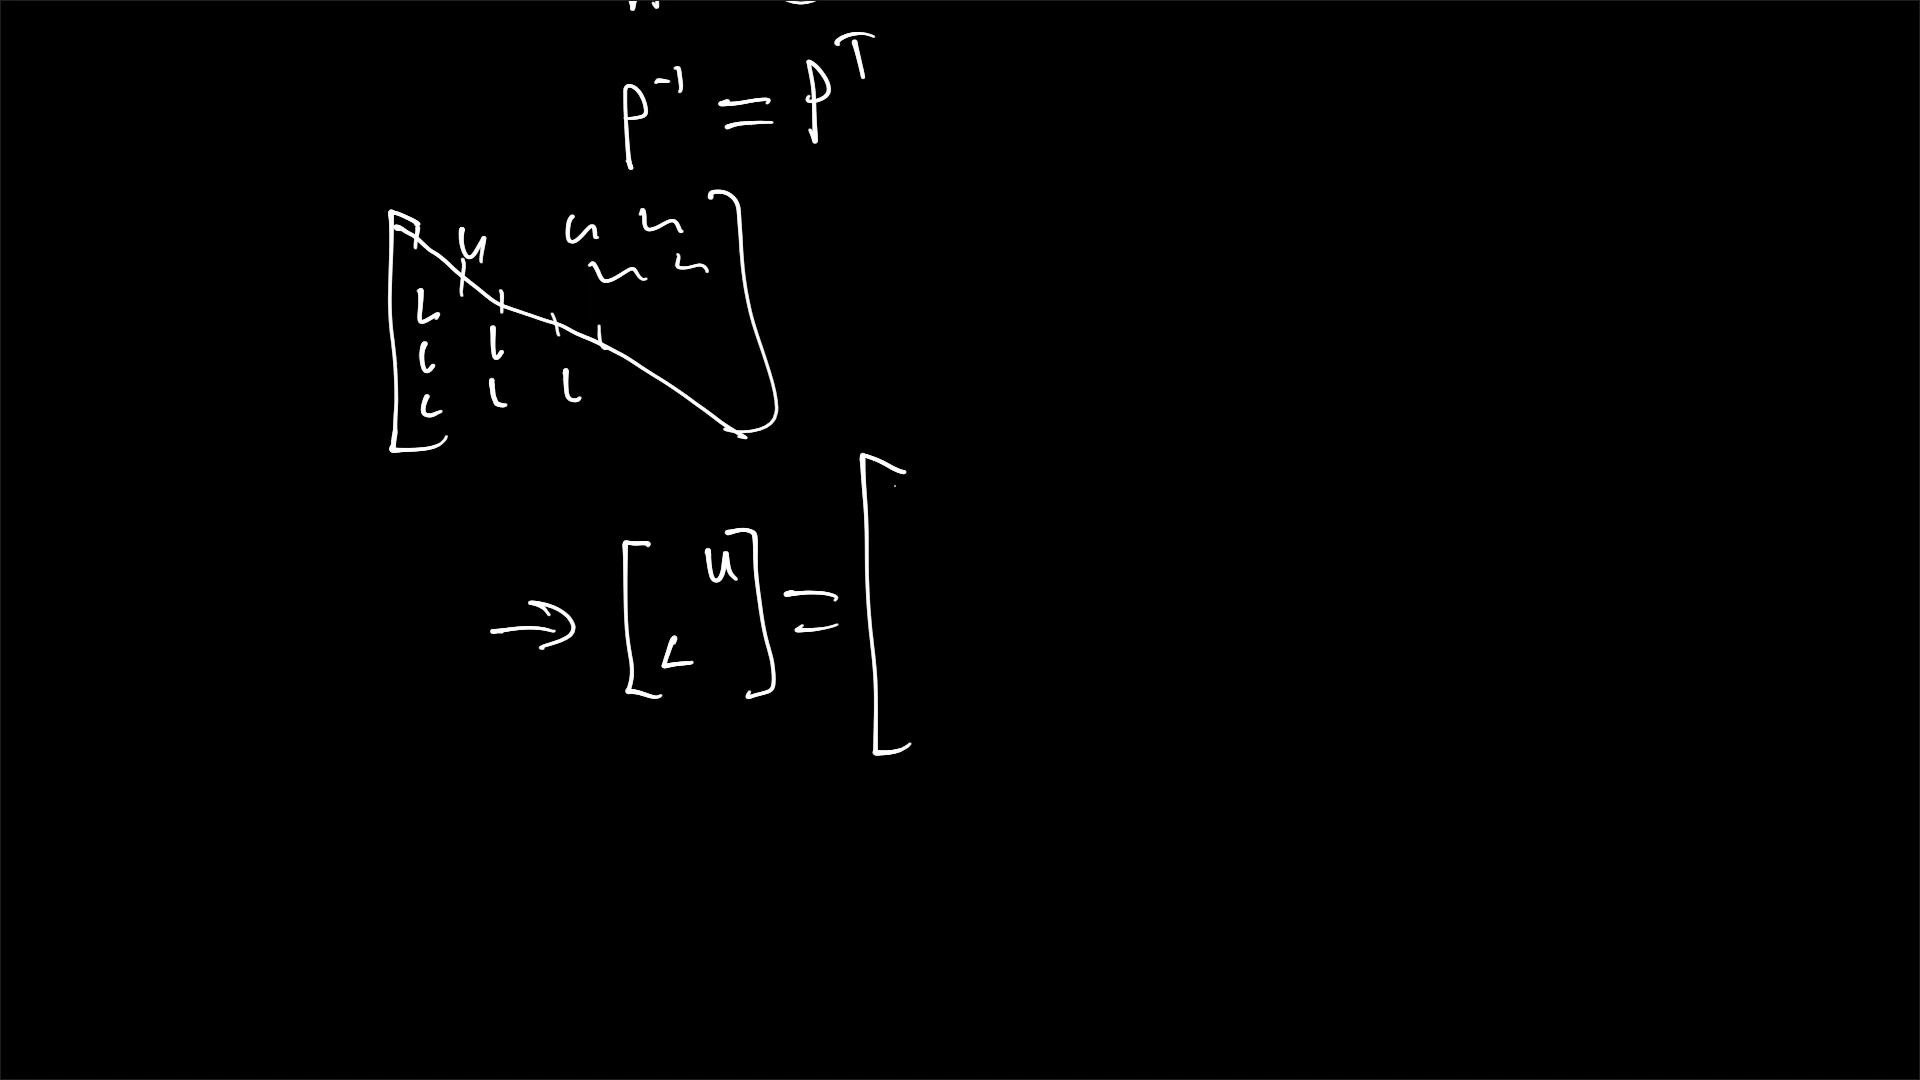 P⁻¹ = Pᵀ
u u u
L u u
L L
L L L
⇒ [ u
L ] = [